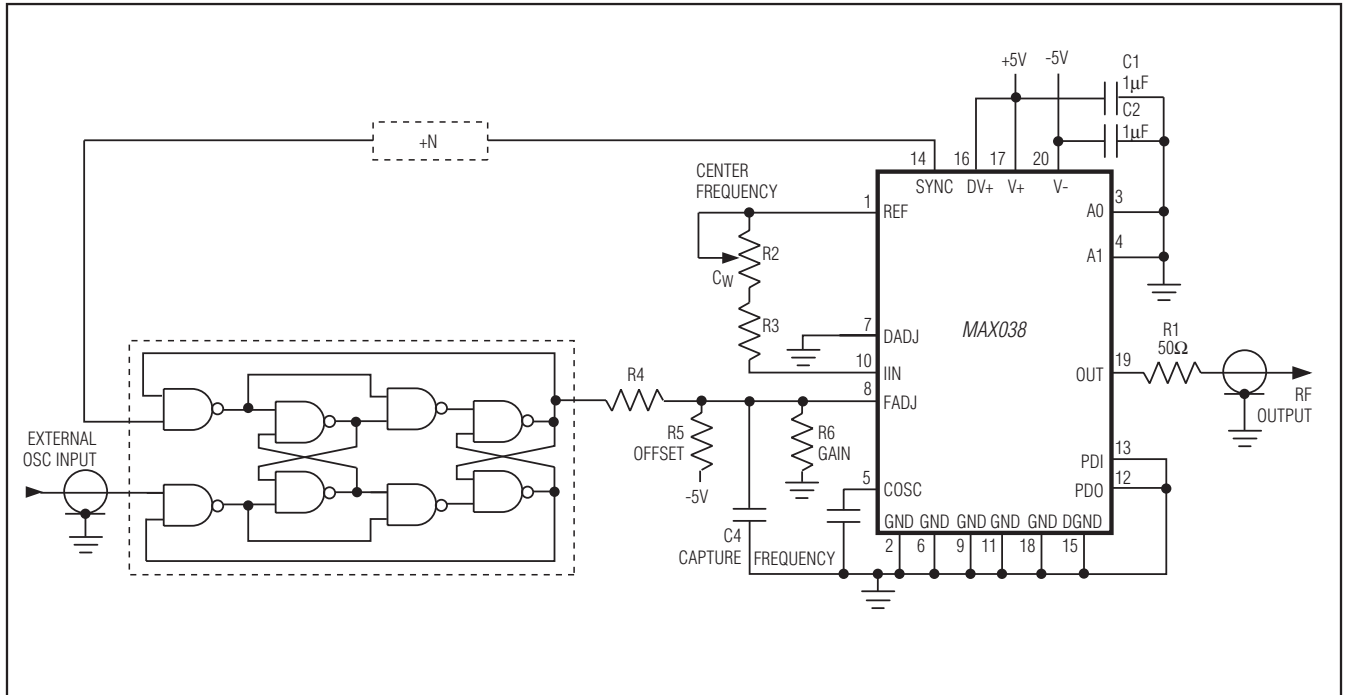 +5V
-5V
C1
1µF
C2
1µF
+N
14
16
17
20
SYNC
DV+
V+
V-
CENTER
FREQUENCY
1
REF
3
A0
4
A1
R2
CW
R3
7
DADJ
MAX038
10
IIN
R1
50Ω
19
OUT
8
FADJ
R4
RF
OUTPUT
R5
OFFSET
R6
GAIN
-5V
EXTERNAL
OSC INPUT
13
PDI
12
PDO
5
COSC
GND
GND
GND
GND
GND
DGND
2
6
9
11
18
15
C4
CAPTURE
FREQUENCY